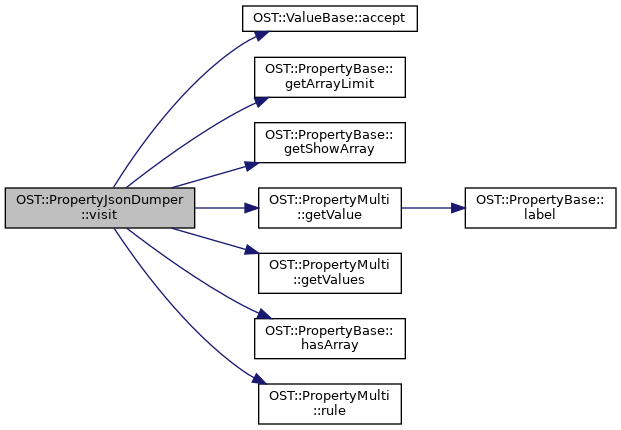 OST::PropertyJsonDumper
::visit
OST::ValueBase::accept
OST::PropertyBase::
getArrayLimit
OST::PropertyBase::
getShowArray
OST::PropertyMulti
::getValue
OST::PropertyBase::
label
OST::PropertyMulti
::getValues
OST::PropertyBase::
hasArray
OST::PropertyMulti
::rule